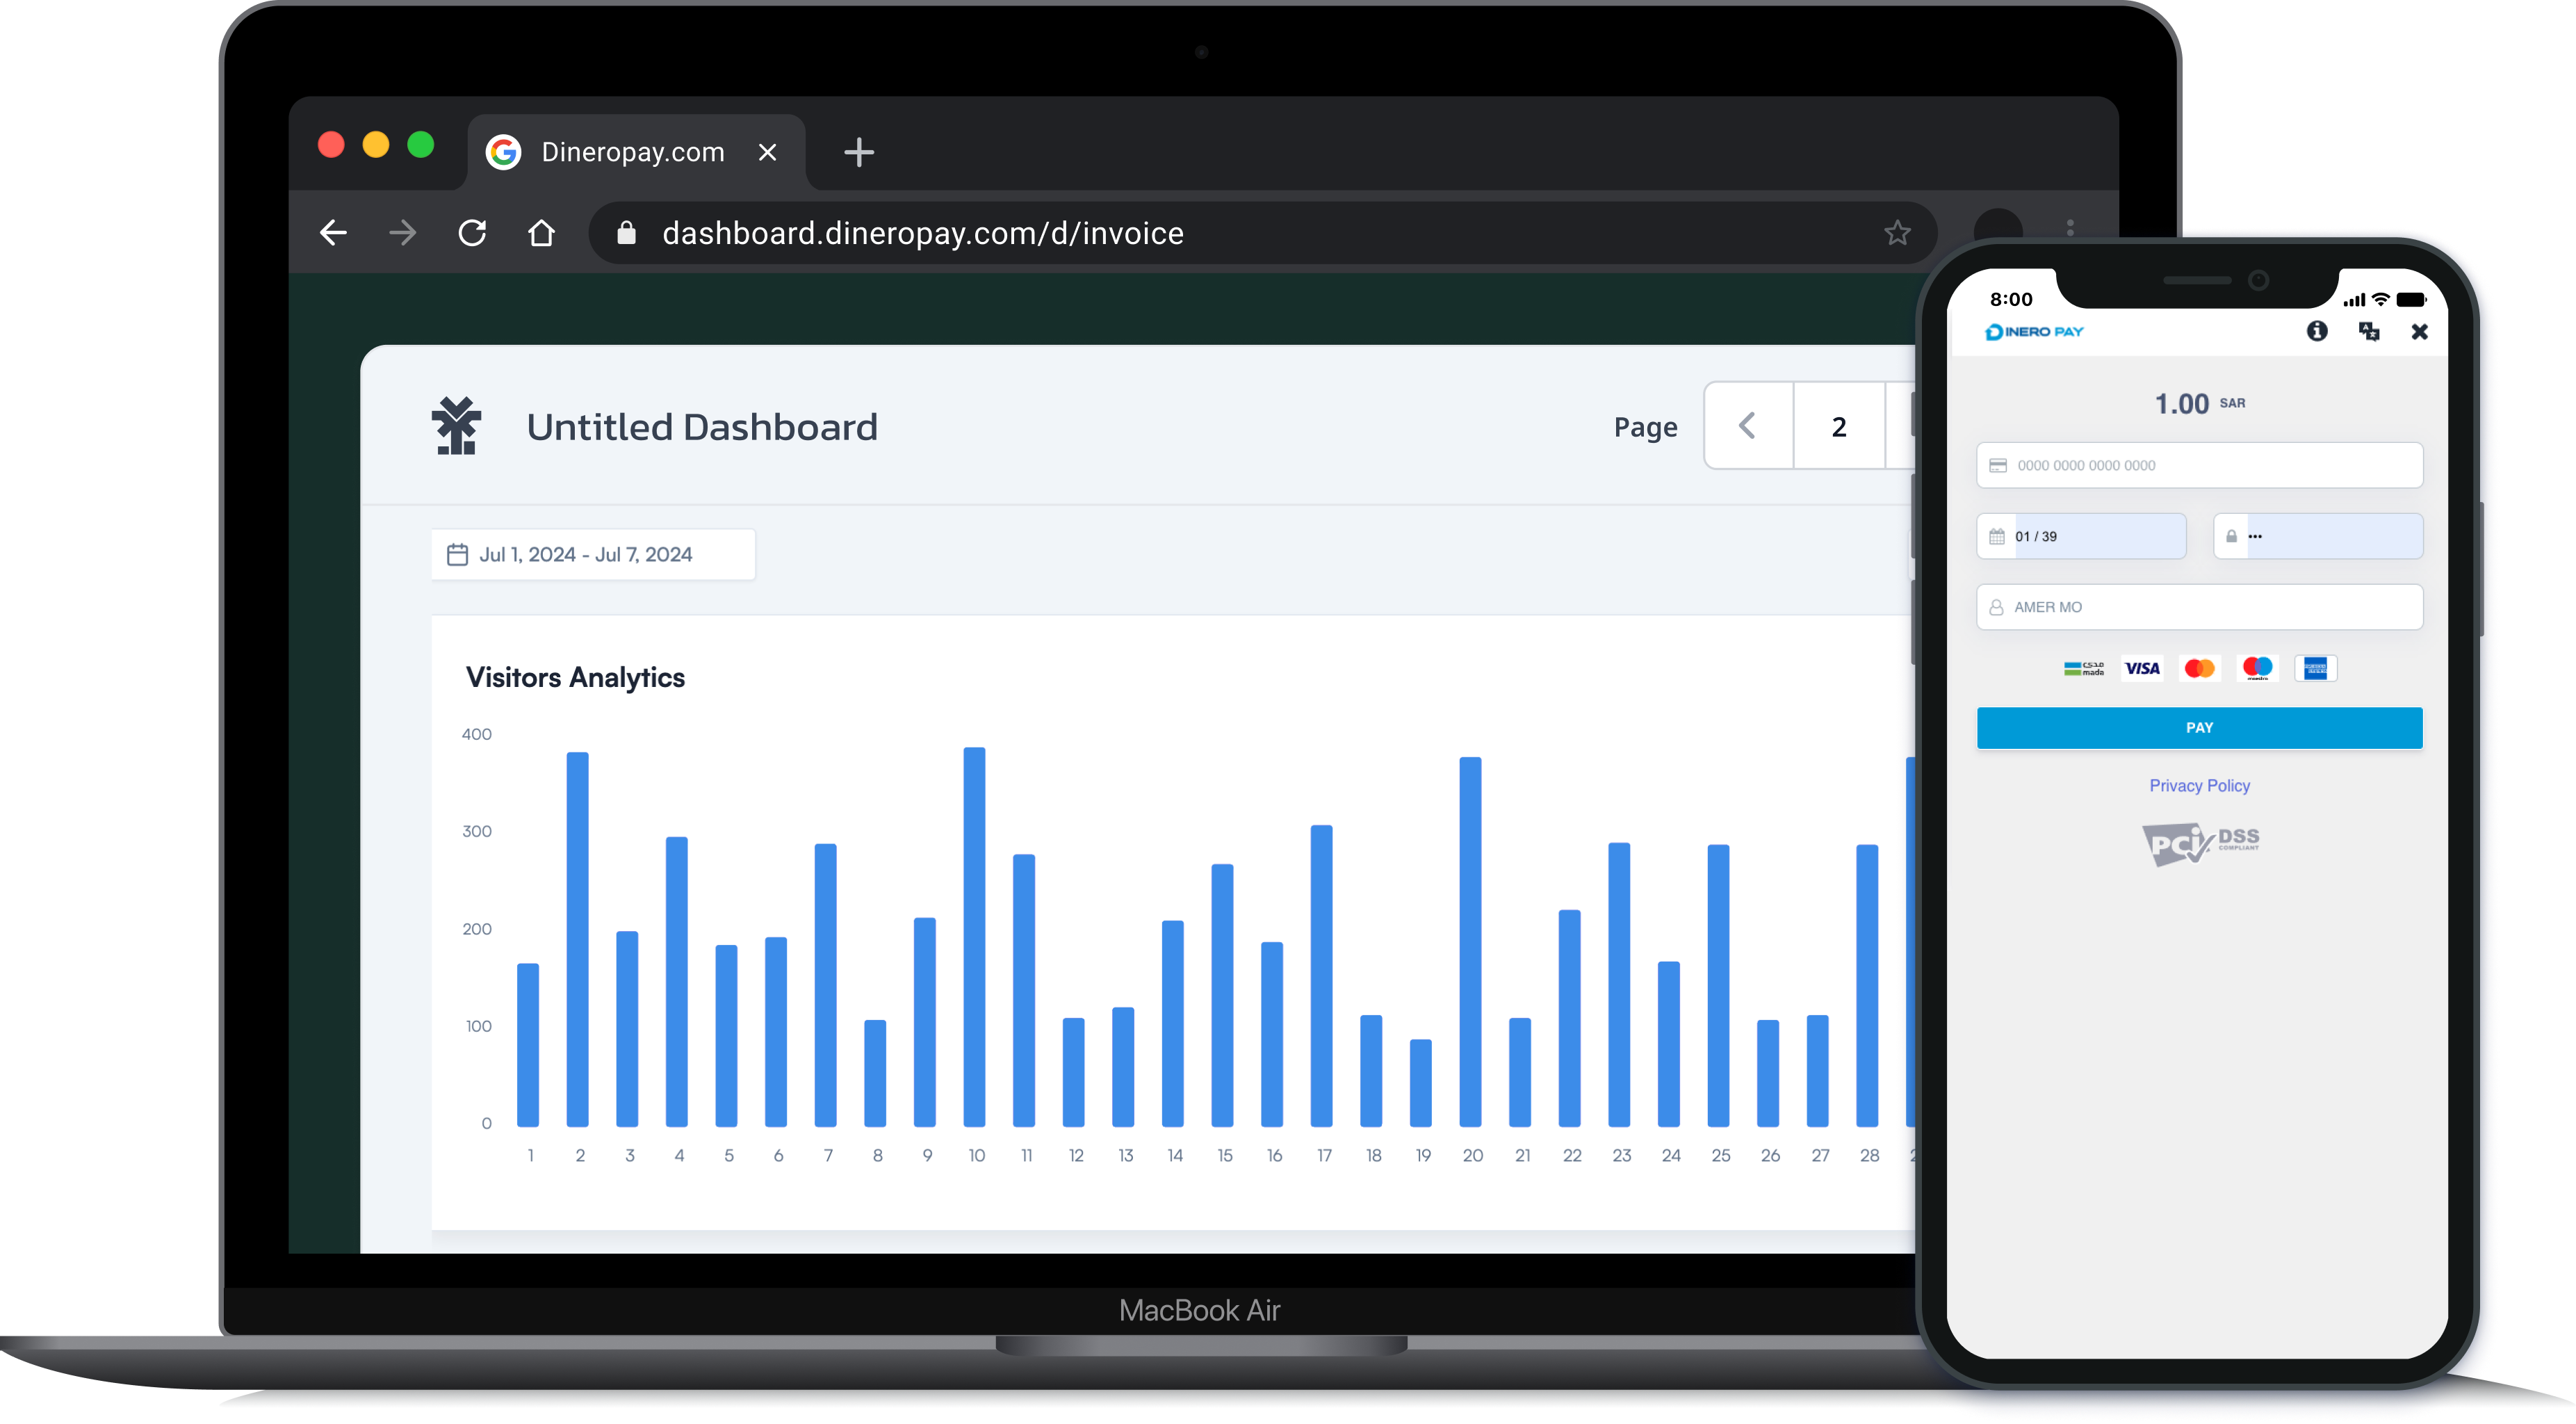 Dineropay.com
dashboard.dineropay.com/d/invoice
Untitled Dashboard
Page
2
Jul 1, 2024 - Jul 7, 2024
Visitors Analytics
400
300
200
100
0
1 2 3 4 5 6 7 8 9 10 11 12 13 14 15 16 17 18 19 20 21 22 23 24 25 26 27 28
MacBook Air
8:00
DINERO PAY
1.00 SAR
0000 0000 0000 0000
01 / 39
•••
AMER MO
مدى
mada
VISA
maestro
PAY
Privacy Policy
PCI DSS
COMPLIANT